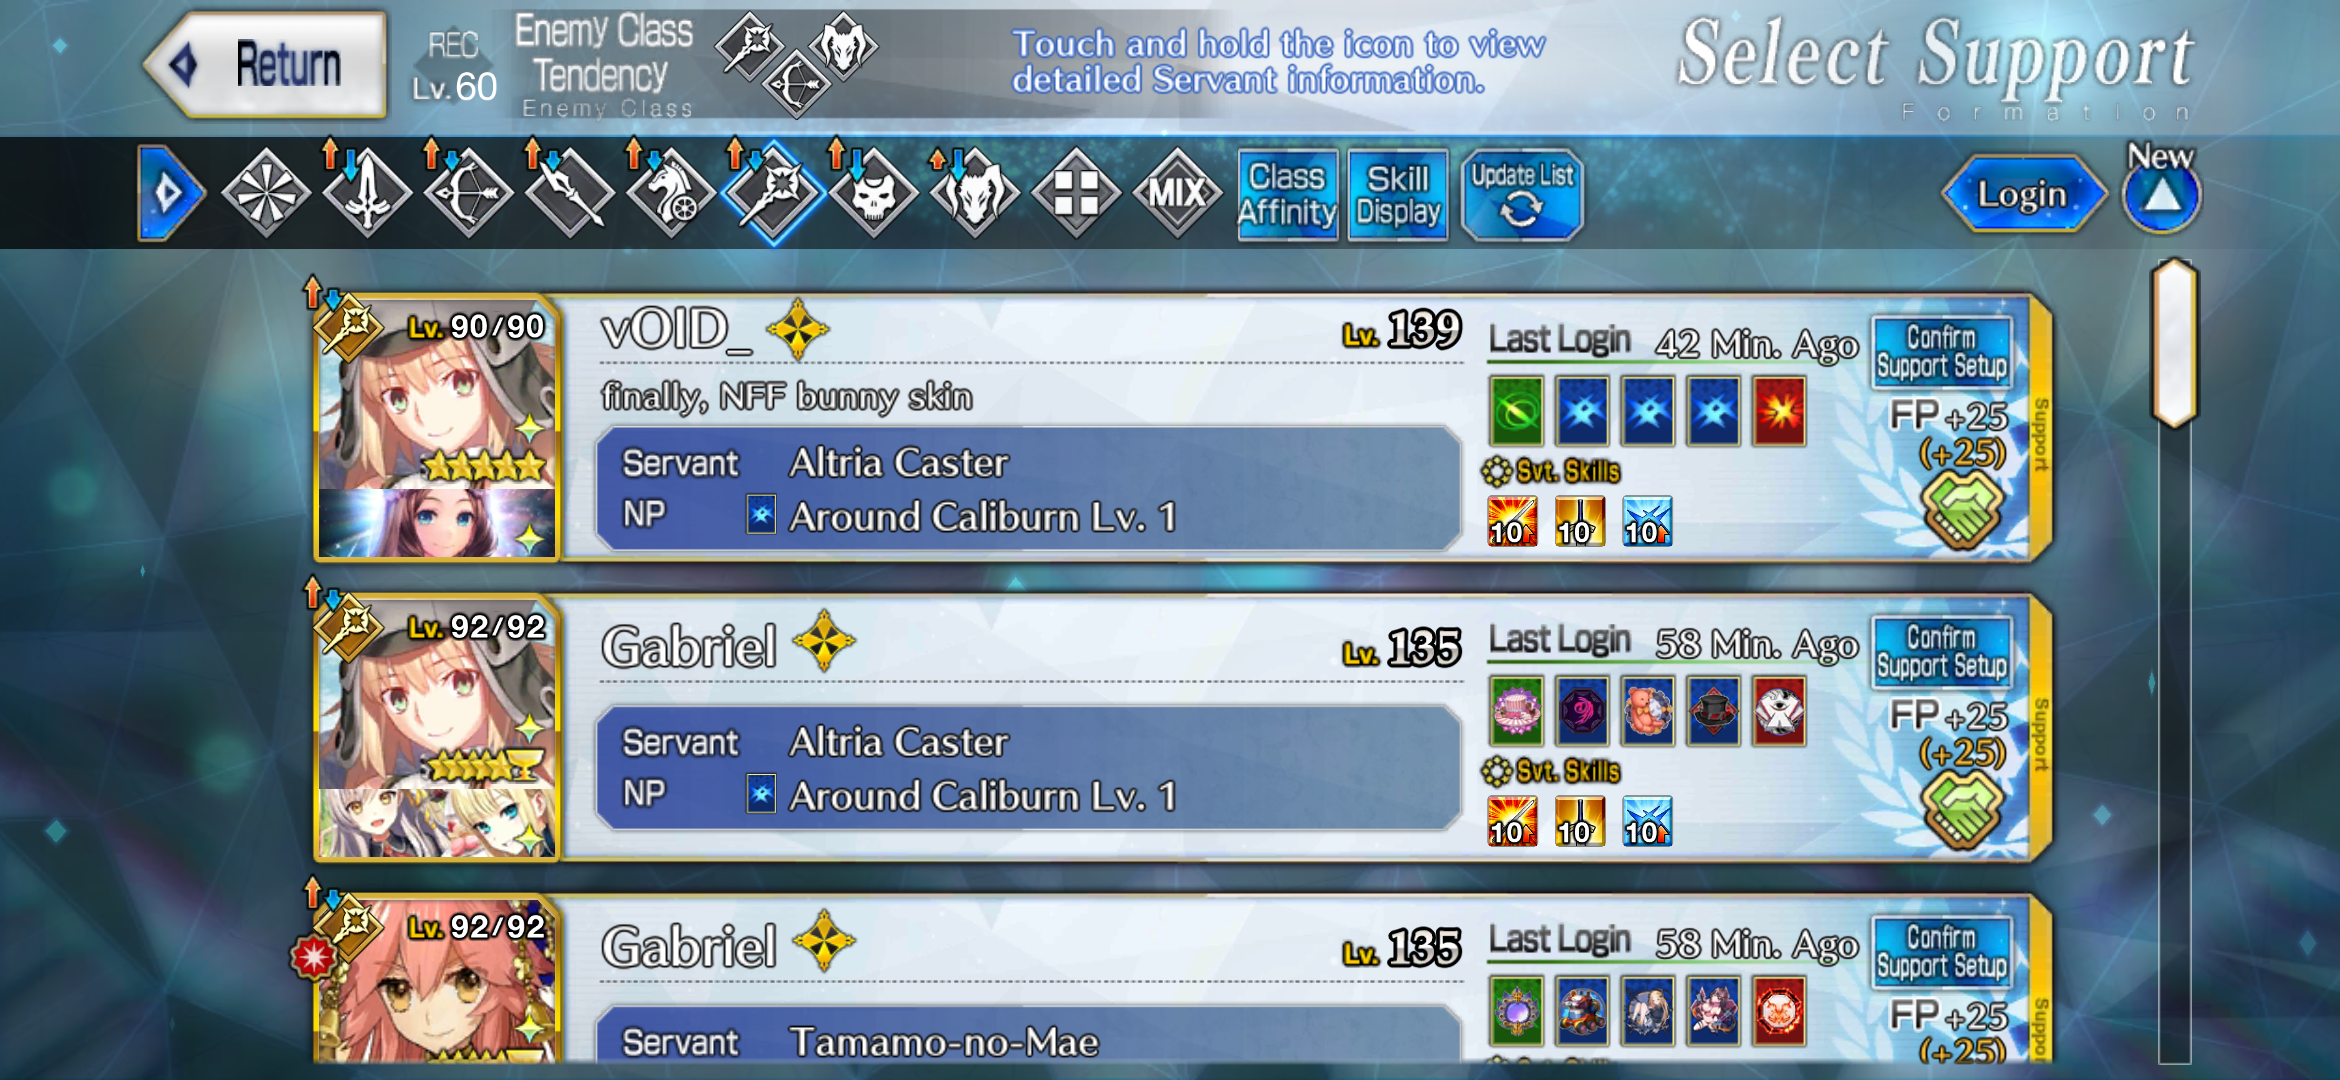 Return
REC
Lv.60
Enemy Class
Tendency
Enemy Class
Touch and hold the icon to view
detailed Servant information.
Select Support
Formation
MIX
Class
Affinity
Skill
Display
Update List
Login
New
Lv. 90/90
vOID_
Lv. 139
finally, NFF bunny skin
Servant Altria Caster
NP Around Caliburn Lv. 1
Last Login 42 Min. Ago
Svt. Skills
10 10 10
Confirm
Support Setup
FP +25
(+25)
Support
Lv. 92/92
Gabriel
Lv. 135
Servant Altria Caster
NP Around Caliburn Lv. 1
Last Login 58 Min. Ago
Svt. Skills
10 10 10
Confirm
Support Setup
FP +25
(+25)
Support
Lv. 92/92
Gabriel
Lv. 135
Servant Tamamo-no-Mae
Last Login 58 Min. Ago
Confirm
Support Setup
FP +25
(+25)